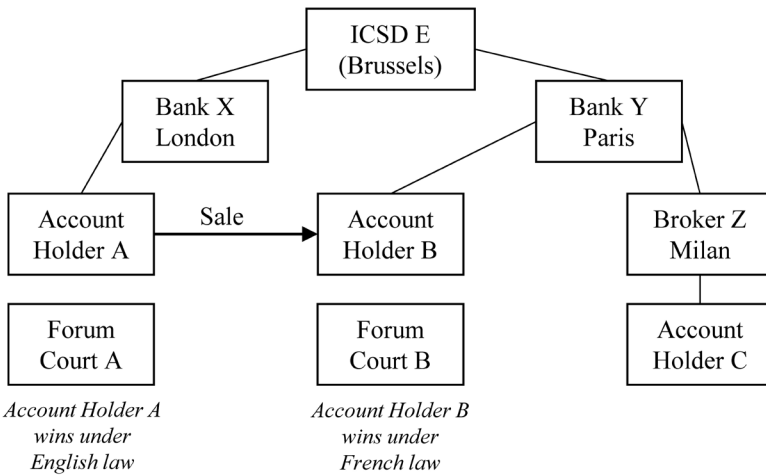 ICSD E
(Brussels)
Bank X
London
Bank Y
Paris
Account
Holder A
Sale
Account
Holder B
Broker Z
Milan
Forum
Court A
Forum
Court B
Account
Holder C
Account Holder A
wins under
English law
Account Holder B
wins under
French law